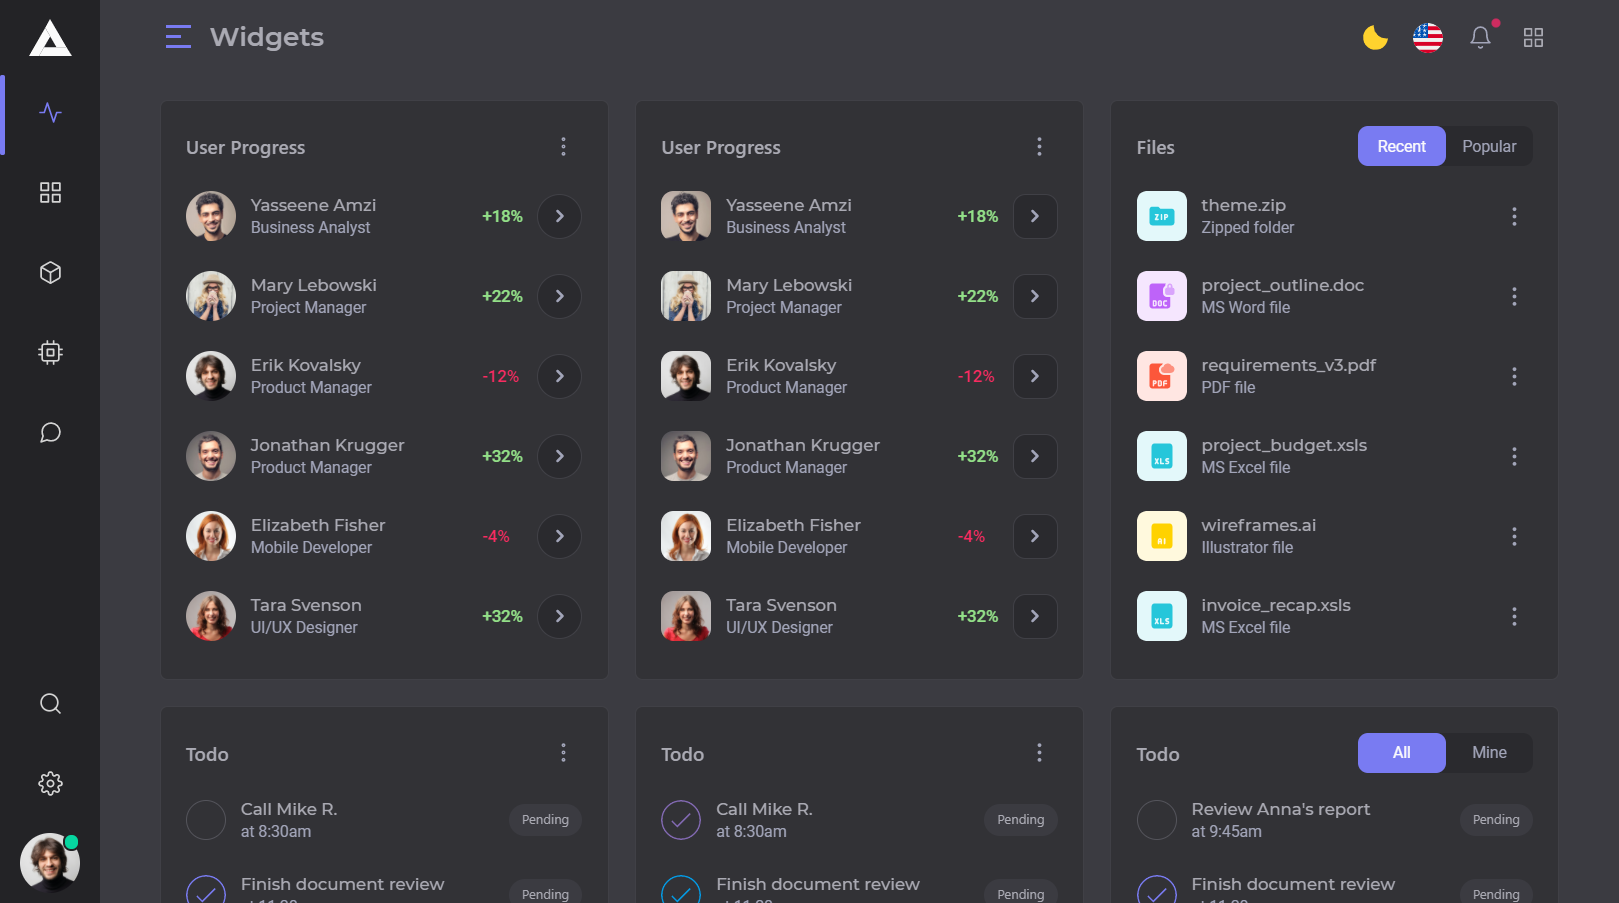 Widgets
User Progress
Yasseene Amzi
Business Analyst
+18%
Mary Lebowski
Project Manager
+22%
Erik Kovalsky
Product Manager
-12%
Jonathan Krugger
Product Manager
+32%
Elizabeth Fisher
Mobile Developer
-4%
Tara Svenson
UI/UX Designer
+32%
User Progress
Yasseene Amzi
Business Analyst
+18%
Mary Lebowski
Project Manager
+22%
Erik Kovalsky
Product Manager
-12%
Jonathan Krugger
Product Manager
+32%
Elizabeth Fisher
Mobile Developer
-4%
Tara Svenson
UI/UX Designer
+32%
Files
Recent
Popular
ZIP
theme.zip
Zipped folder
DOC
project_outline.doc
MS Word file
PDF
requirements_v3.pdf
PDF file
XLS
project_budget.xsls
MS Excel file
AI
wireframes.ai
Illustrator file
XLS
invoice_recap.xsls
MS Excel file
Todo
Call Mike R.
at 8:30am
Pending
Finish document review
Pending
Todo
Call Mike R.
at 8:30am
Pending
Finish document review
Pending
Todo
All
Mine
Review Anna's report
at 9:45am
Pending
Finish document review
Pending